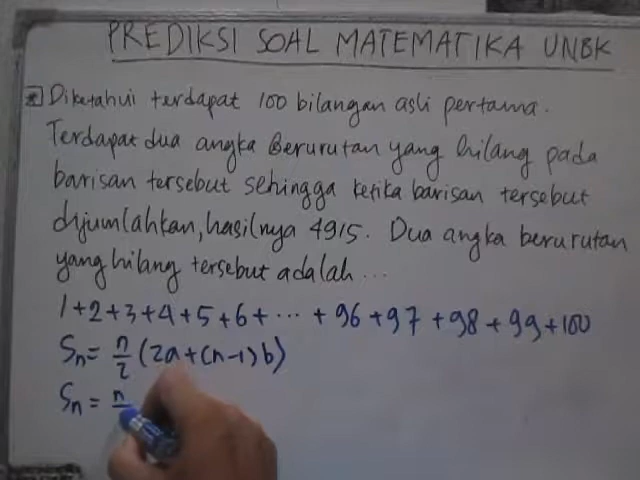 PREDIKSI SOAL MATEMATIKA UNBK
* Diketahui terdapat 100 bilangan asli pertama.
Terdapat dua angka Berurutan yang hilang pada
barisan tersebut sehingga ketika barisan tersebut
dijumlahkan, hasilnya 4915. Dua angka berurutan
yang hilang tersebut adalah ...
1+2+3+4+5+6+ ... +96+97+98+99+100
Sn = n/2 (2a+(n-1)b)
Sn = n